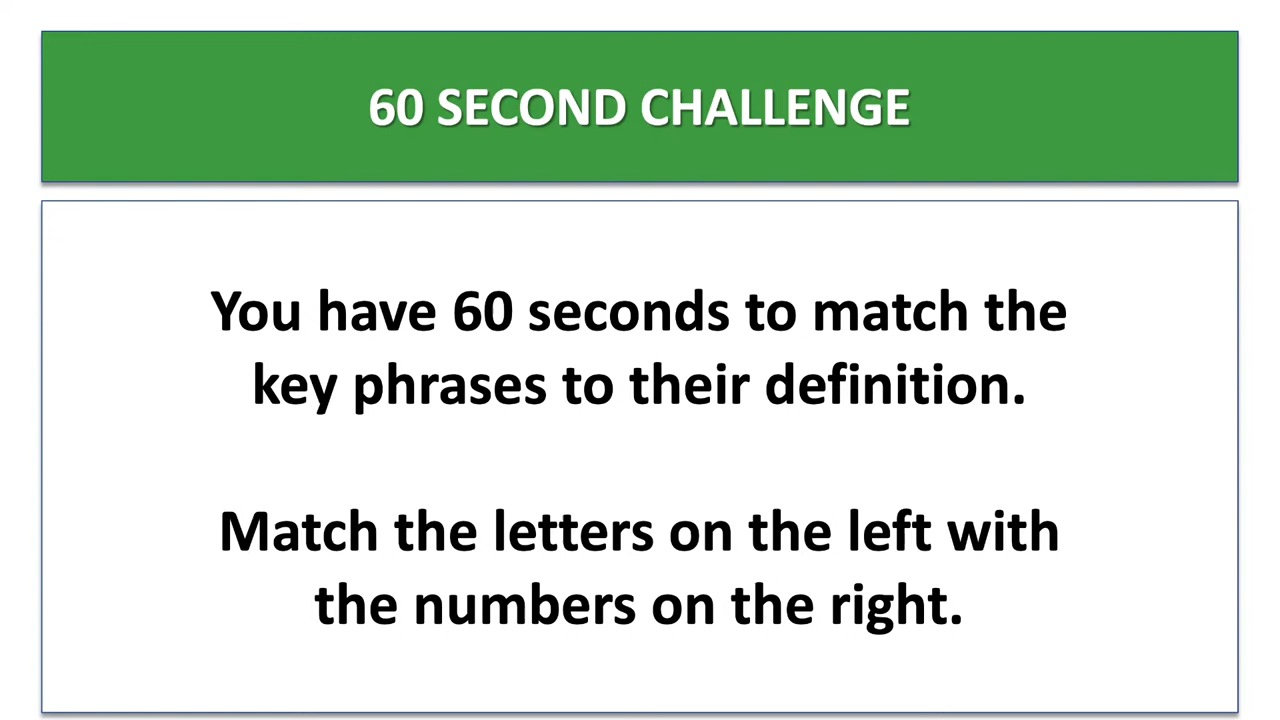 60 SECOND CHALLENGE
You have 60 seconds to match the
key phrases to their definition.
Match the letters on the left with
the numbers on the right.